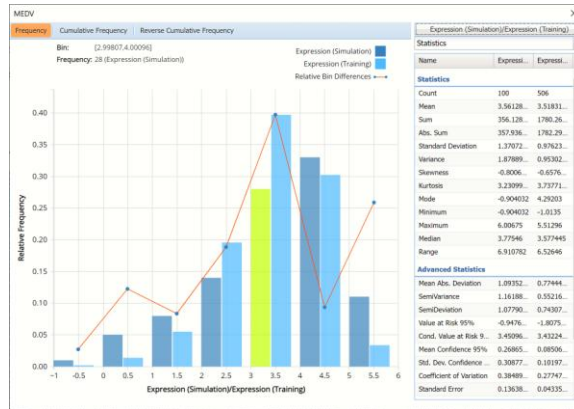 MEDV
Frequency Cumulative Frequency Reverse Cumulative Frequency
Bin: [2.99807,4.00096]
Frequency: 28 (Expression (Simulation))
Expression (Simulation)
Expression (Training)
Relative Bin Differences
Relative Frequency
0.40
0.35
0.30
0.25
0.20
0.15
0.10
0.05
0.00
-1 -0.5 0 0.5 1 1.5 2 2.5 3 3.5 4 4.5 5 5.5 6
Expression (Simulation)/Expression (Training)
Expression (Simulation)/Expression (Training)
Statistics
Name Expressi... Expressi...
Statistics
Count 100 506
Mean 3.56128... 3.51831...
Sum 356.128... 1780.26...
Abs. Sum 357.936... 1782.29...
Standard Deviation 1.37072... 0.97623...
Variance 1.87889... 0.95302...
Skewness -0.8006... -0.6576...
Kurtosis 3.23099... 3.73771...
Mode -0.904032 4.29203
Minimum -0.904032 -1.0135
Maximum 6.00675 5.51296
Median 3.77546 3.577445
Range 6.910782 6.52646
Advanced Statistics
Mean Abs. Deviation 1.09352... 0.77444...
SemiVariance 1.16188... 0.55216...
SemiDeviation 1.07790... 0.74307...
Value at Risk 95% -0.9476... -1.8075...
Cond. Value at Risk 9... 3.45096... 3.43224...
Mean Confidence 95% 0.26865... 0.08506...
Std. Dev. Confidence ... 0.30877... 0.10197...
Coefficient of Variation 0.38489... 0.27747...
Standard Error 0.13638... 0.04335...